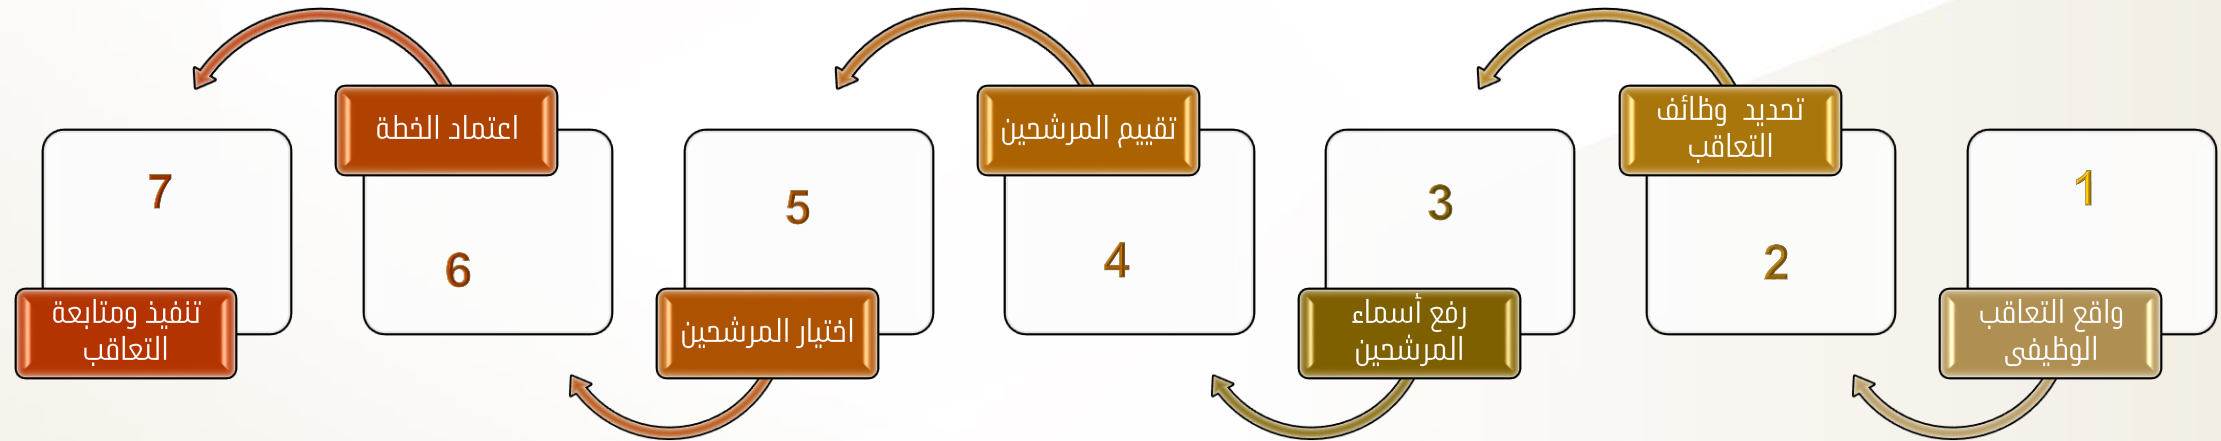 1
واقع التعاقب
الوظيفى
تحديد وظائف
التعاقب
2
3
رفع أسماء
المرشحين
تقييم المرشحين
4
5
اختيار المرشحين
اعتماد الخطة
6
7
تنفيذ ومتابعة
التعاقب